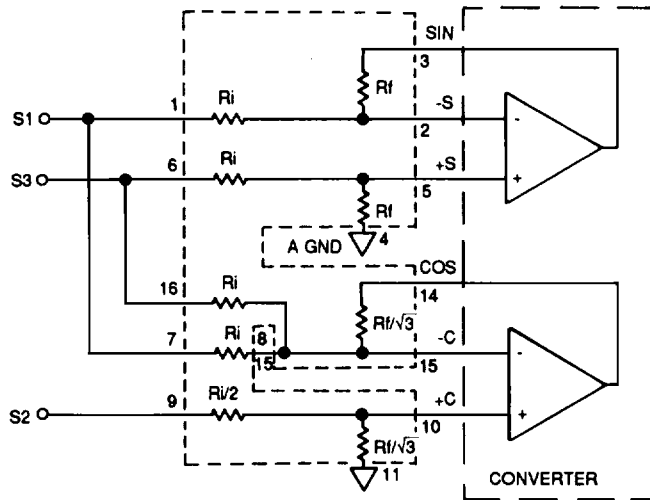 SIN
3
Rf
S1
1
Ri
-S
2
-
S3
6
Ri
+S
5
+
Rf
A GND
4
COS
16
Ri
14
Rf/√3
7
Ri
8
15
-C
15
-
S2
9
Ri/2
+C
10
+
Rf/√3
11
CONVERTER